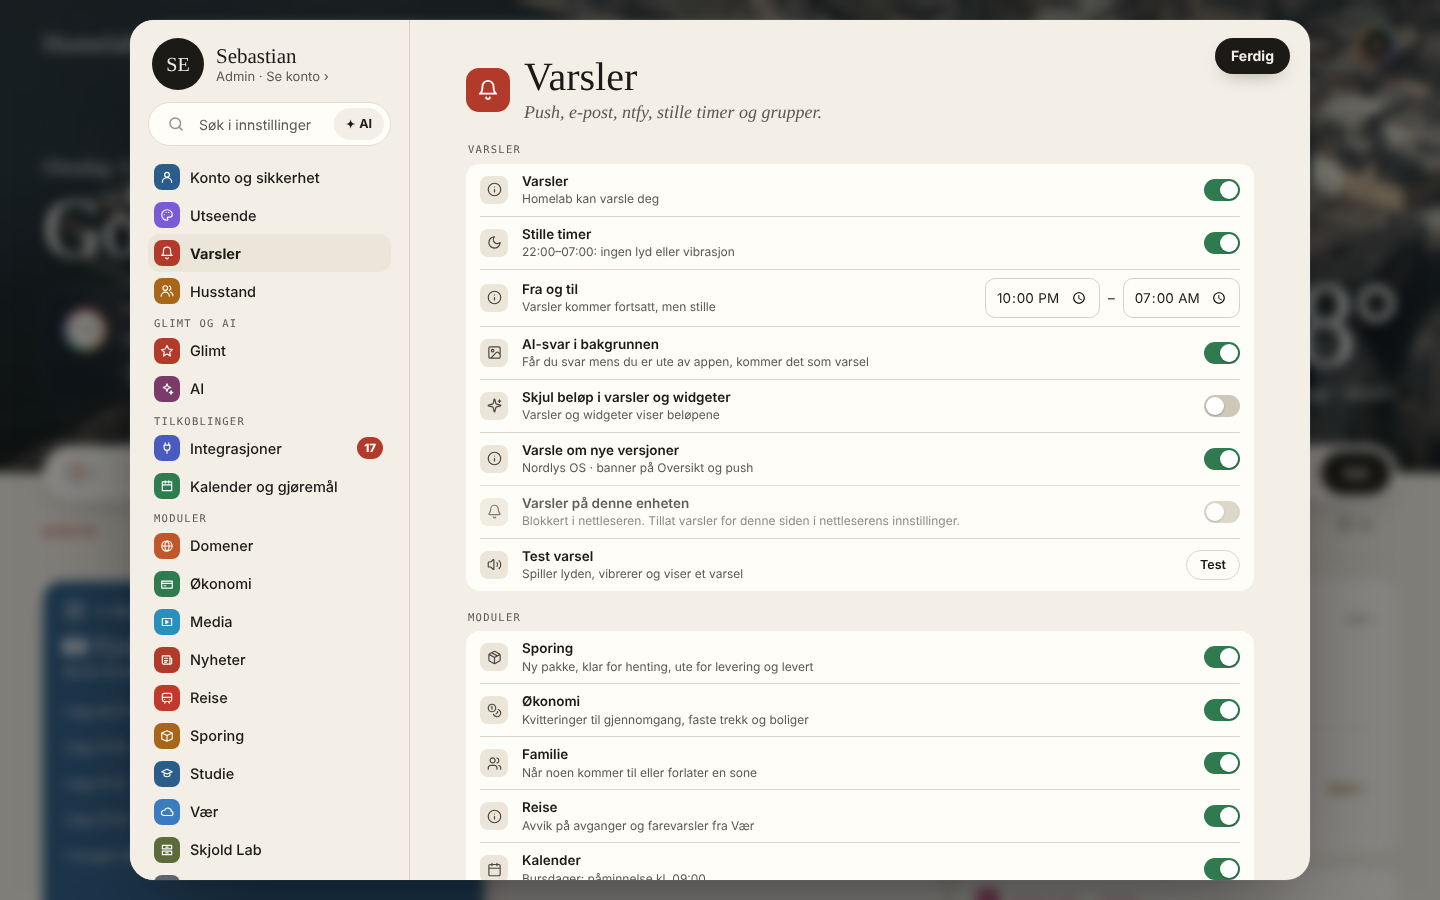 SE
Sebastian
Admin · Se konto ›
Søk i innstillinger
AI
Konto og sikkerhet
Utseende
Varsler
Husstand
GLIMT OG AI
Glimt
AI
TILKOBLINGER
Integrasjoner
17
Kalender og gjøremål
MODULER
Domener
Økonomi
Media
Nyheter
Reise
Sporing
Studie
Vær
Skjold Lab
Ferdig
Varsler
Push, e-post, ntfy, stille timer og grupper.
VARSLER
Varsler
Homelab kan varsle deg
Stille timer
22:00–07:00: ingen lyd eller vibrasjon
Fra og til
Varsler kommer fortsatt, men stille
10:00 PM – 07:00 AM
AI-svar i bakgrunnen
Får du svar mens du er ute av appen, kommer det som varsel
Skjul beløp i varsler og widgeter
Varsler og widgeter viser beløpene
Varsle om nye versjoner
Nordlys OS · banner på Oversikt og push
Varsler på denne enheten
Blokkert i nettleseren. Tillat varsler for denne siden i nettleserens innstillinger.
Test varsel
Spiller lyden, vibrerer og viser et varsel
Test
MODULER
Sporing
Ny pakke, klar for henting, ute for levering og levert
Økonomi
Kvitteringer til gjennomgang, faste trekk og boliger
Familie
Når noen kommer til eller forlater en sone
Reise
Avvik på avganger og farevarsler fra Vær
Kalender
Bursdager: påminnelse kl. 09:00
8°